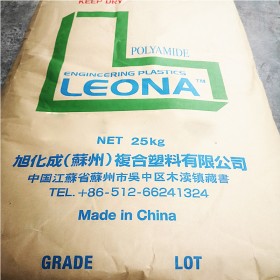 KEEP DRY
POLYAMIDE
ENGINEERING PLASTICS
LEONA™
NET 25kg
旭化成(蘇州)複合塑料有限公司
中国江蘇省蘇州市吳中区木瀆镇藏書
TEL. +86-512-66241324
Made in China
GRADE LOT